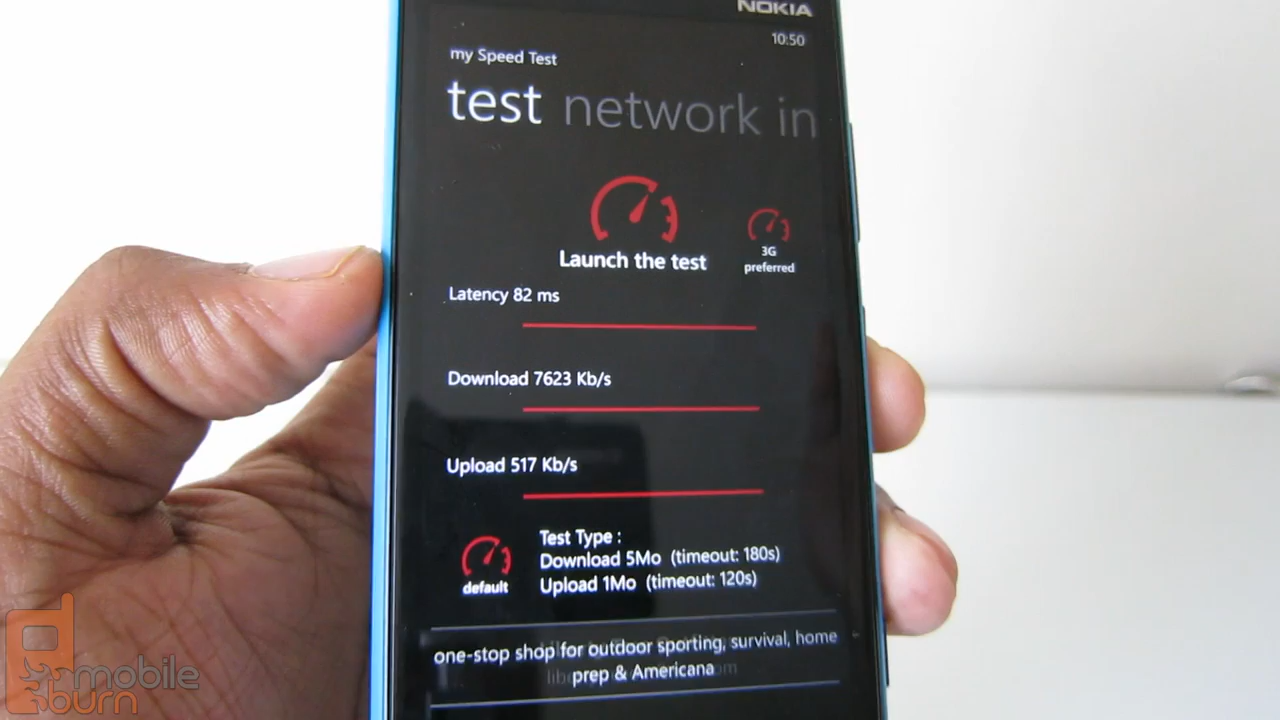 NOKIA
10:50
my Speed Test
test network in
Launch the test
3G
preferred
Latency 82 ms
Download 7623 Kb/s
Upload 517 Kb/s
default
Test Type :
Download 5Mo (timeout: 180s)
Upload 1Mo (timeout: 120s)
one-stop shop for outdoor sporting, survival, home
prep & Americana
mobile
burn